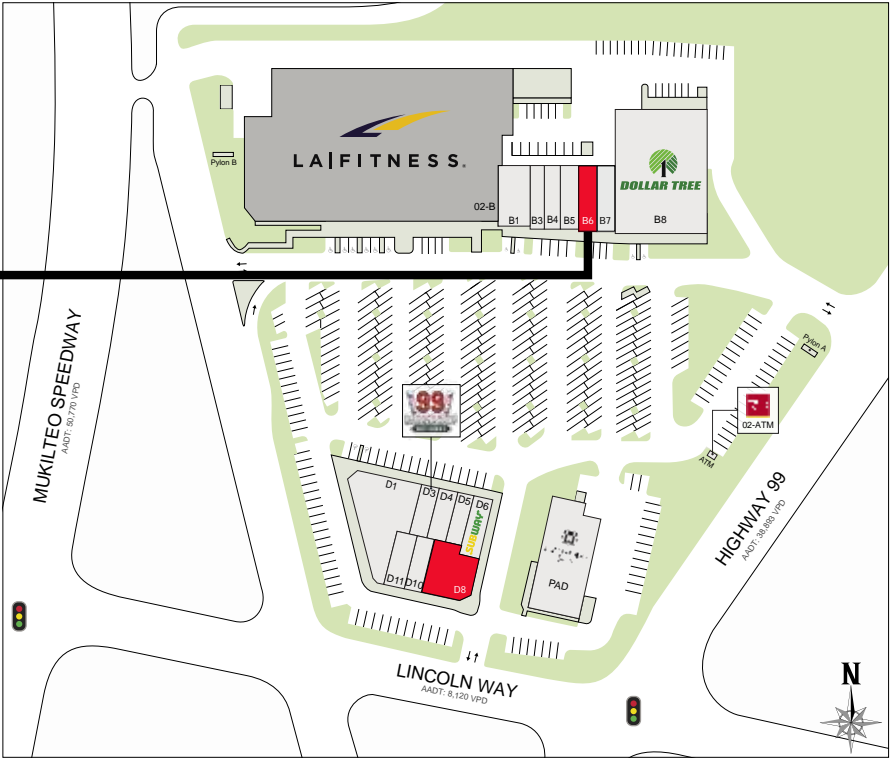 LA|FITNESS.
Pylon B
DOLLAR TREE
02-B
B1
B3
B4
B5
B6
B7
B8
MUKILTEO SPEEDWAY
AADT: 50,770 VPD
Pylon A
99
02-ATM
ATM
D1
D3
D4
D5
D6
SUBWAY
D11
D10
D8
PAD
HIGHWAY 99
AADT: 38,893 VPD
LINCOLN WAY
AADT: 8,120 VPD
N